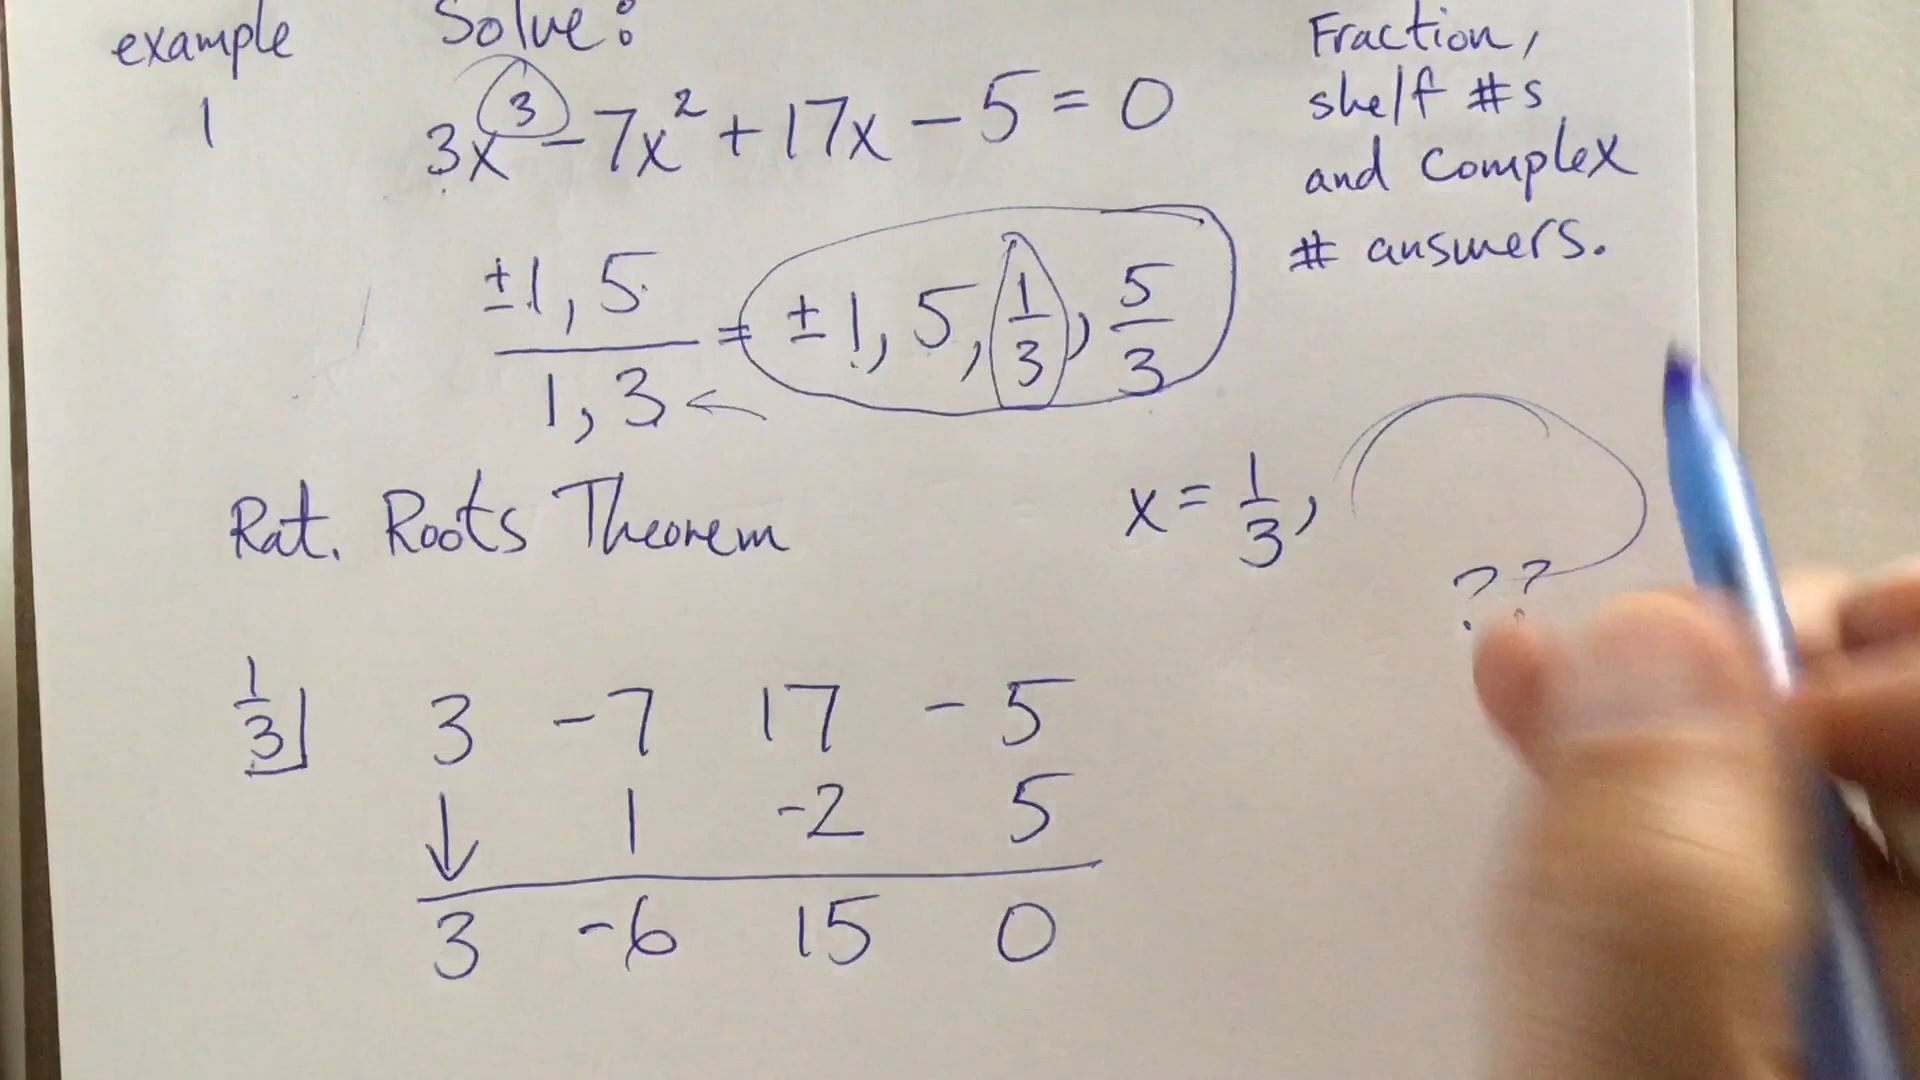 example
1
Solve:
3x³ - 7x² + 17x - 5 = 0
Fraction,
shelf #s
and complex
# answers.
±1, 5
1, 3
= ±1, 5, 1/3, 5/3
Rat. Roots Theorem
x = 1/3,
??
1/3 3 -7 17 -5
1 -2 5
3 -6 15 0